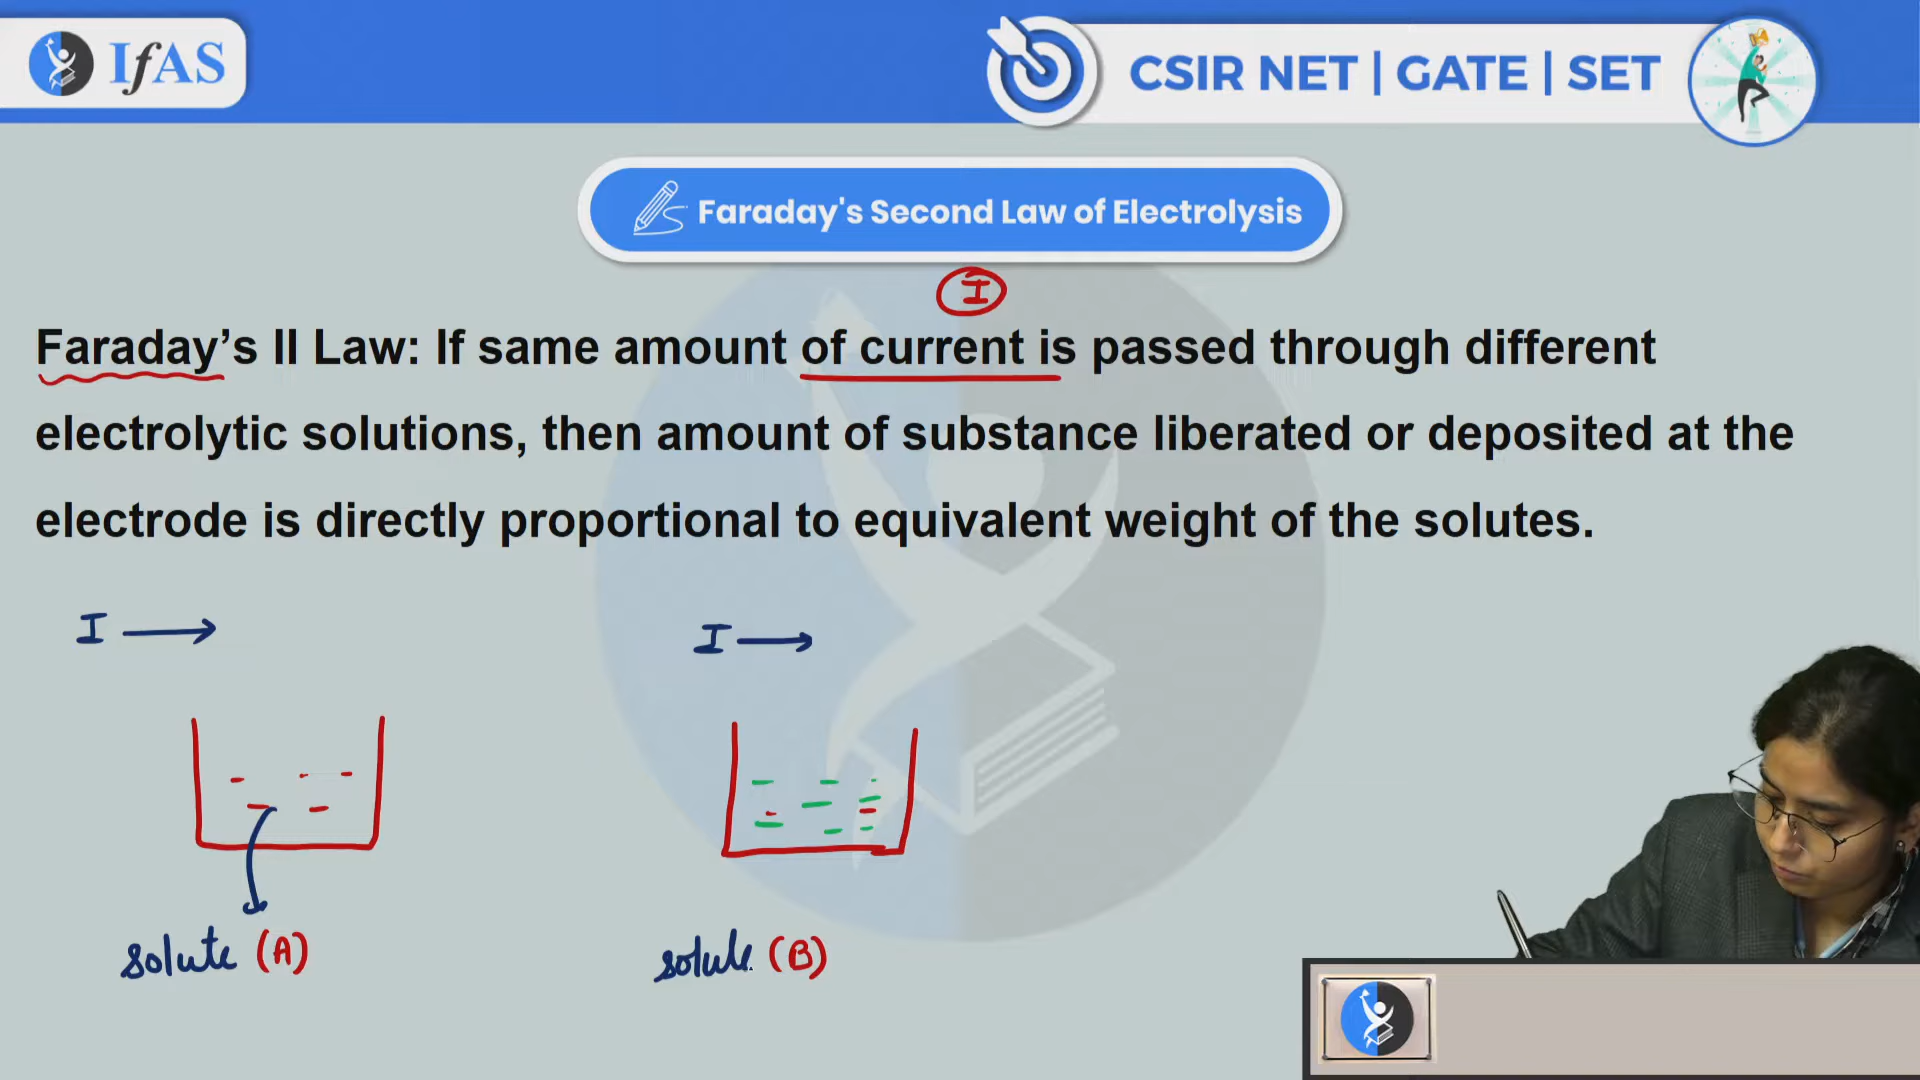 IfAS
CSIR NET | GATE | SET
Faraday's Second Law of Electrolysis
I
Faraday’s II Law: If same amount of current is passed through different
electrolytic solutions, then amount of substance liberated or deposited at the
electrode is directly proportional to equivalent weight of the solutes.
I
I
solute (A)
solute (B)